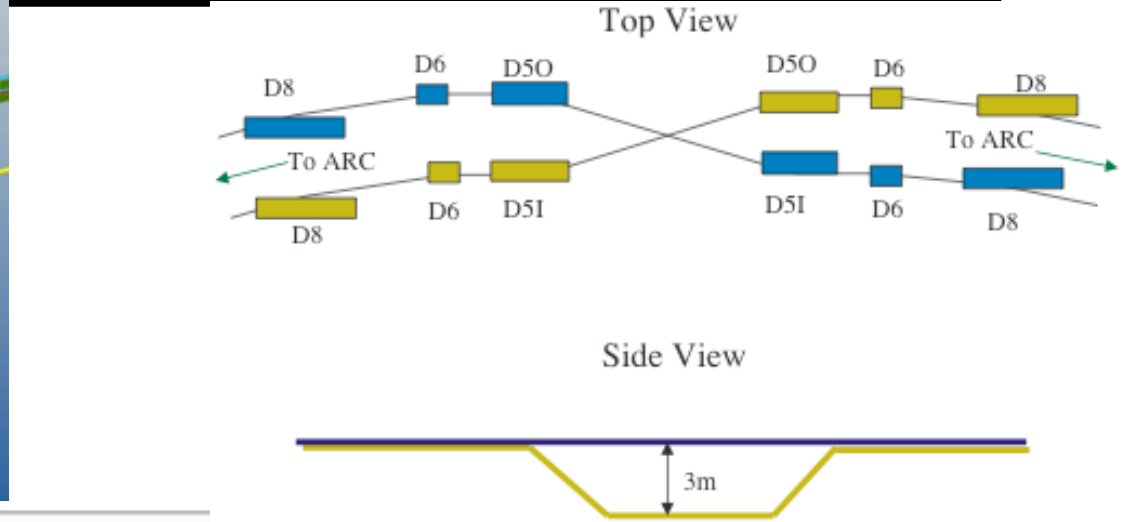 Top View
D6 D5O D5O D6
D8 D8
To ARC To ARC
D6 D5I D5I D6
D8 D8
Side View
3m